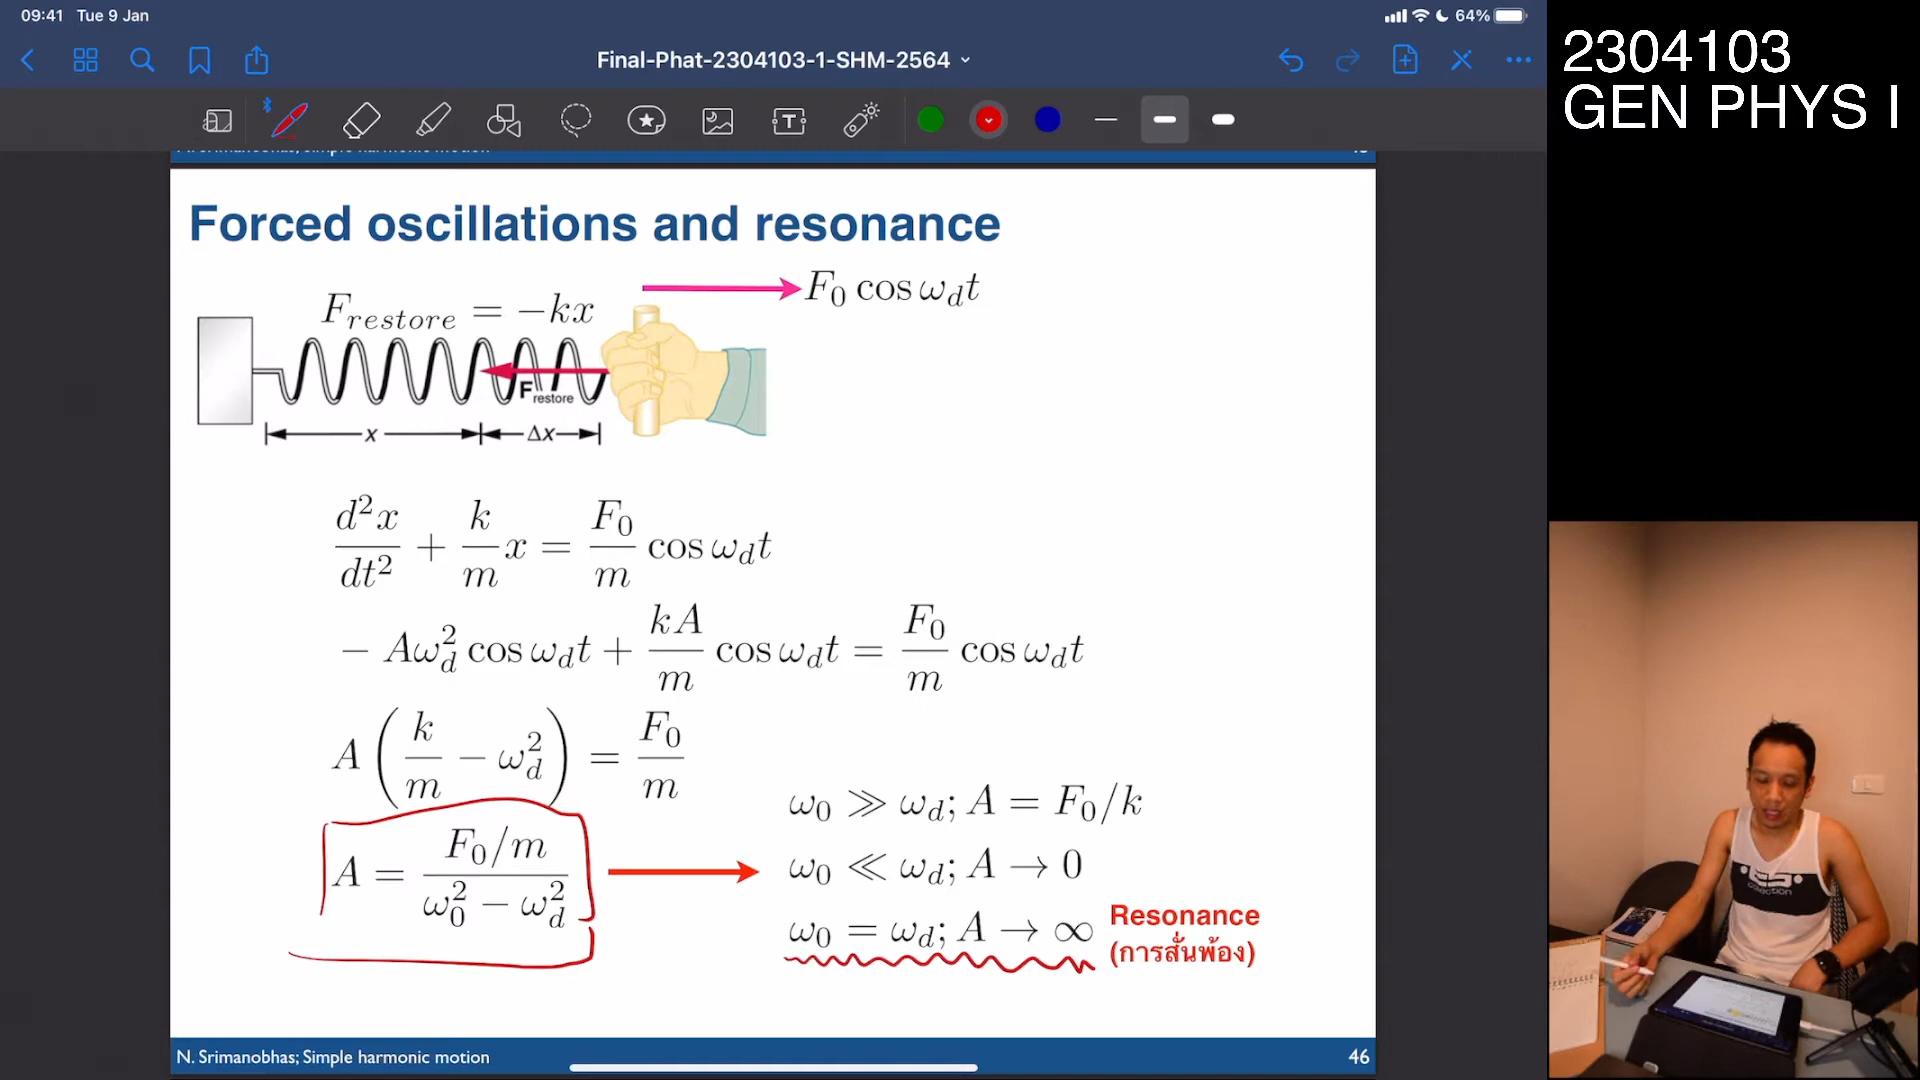 09:41 Tue 9 Jan
64%
Final-Phat-2304103-1-SHM-2564
2304103
GEN PHYS I
Forced oscillations and resonance
F_0 cos ω_d t
F_{restore} = −kx
F_{restore}
x Δx
d²x/dt² + k/m x = F_0/m cos ω_d t
− Aω_d² cos ω_d t + kA/m cos ω_d t = F_0/m cos ω_d t
A (k/m − ω_d²) = F_0/m
A = (F_0/m)/(ω_0² − ω_d²)
ω_0 ≫ ω_d; A = F_0/k
ω_0 ≪ ω_d; A → 0
ω_0 = ω_d; A → ∞ Resonance
(การสั่นพ้อง)
N. Srimanobhas; Simple harmonic motion 46